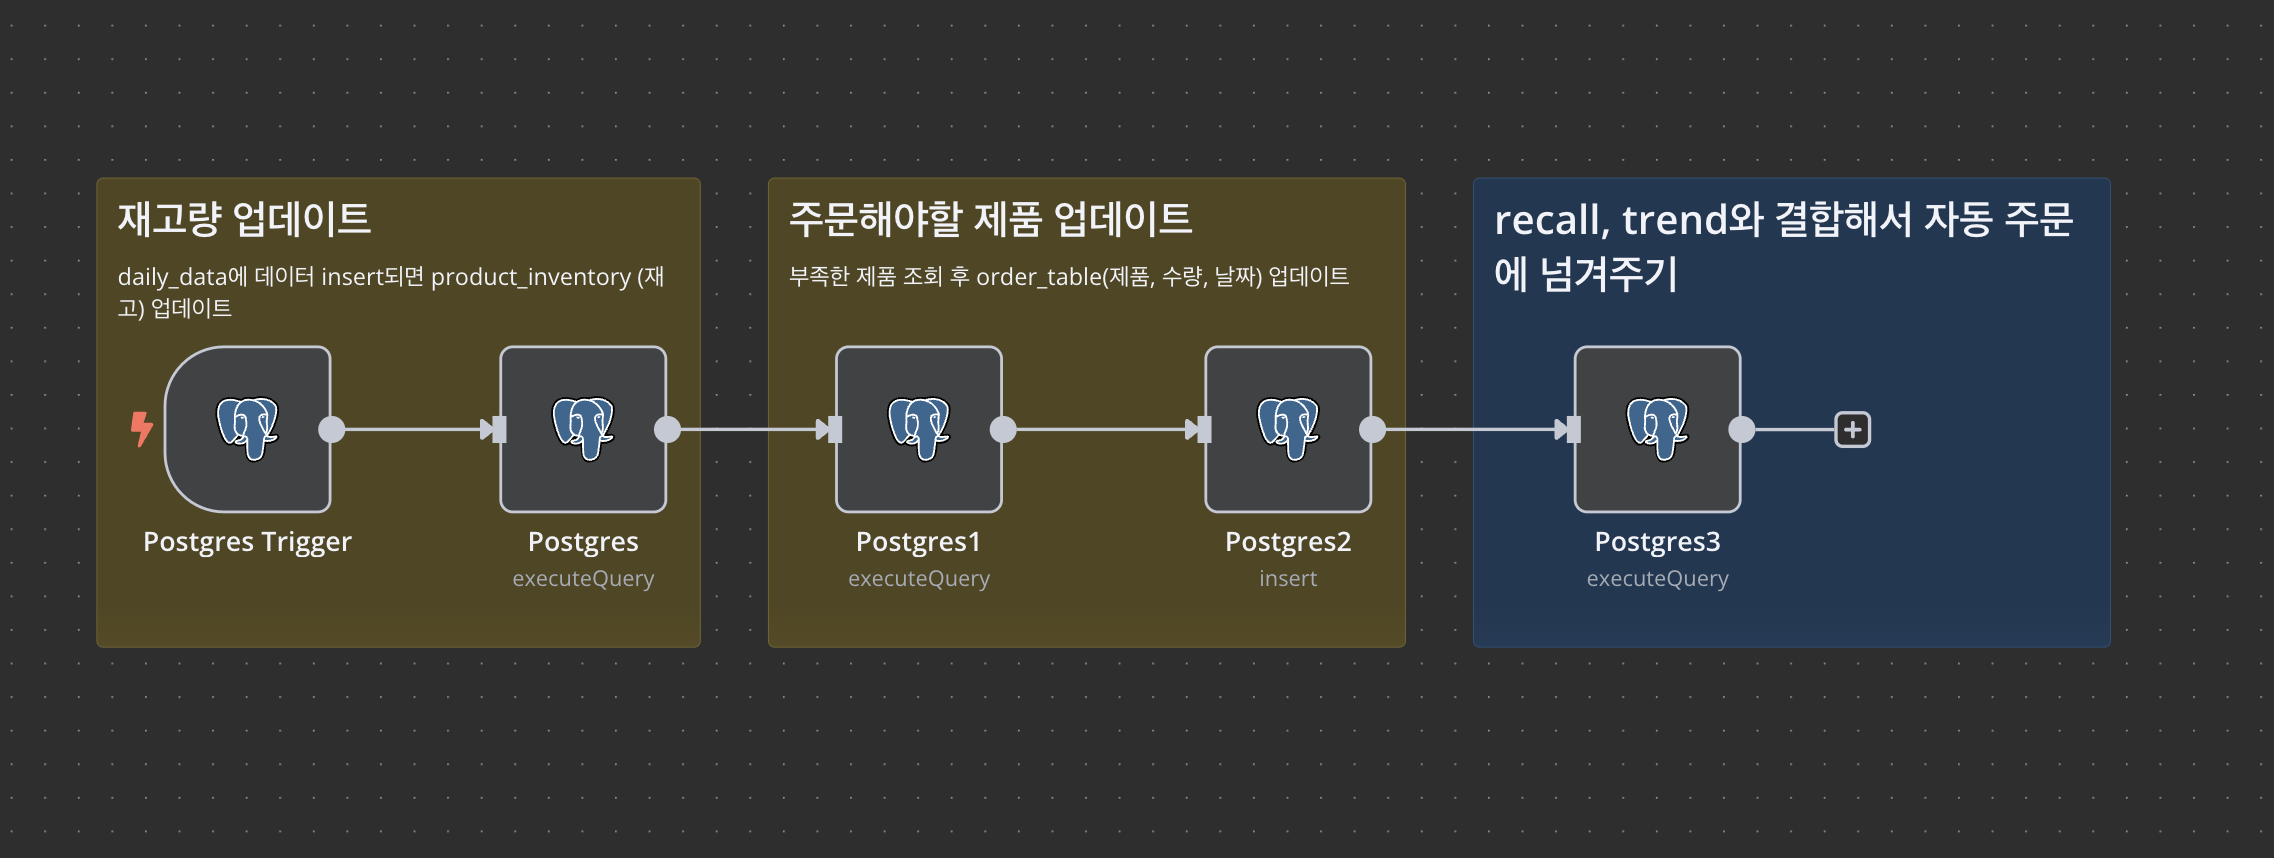 재고량 업데이트
daily_data에 데이터 insert되면 product_inventory (재
고) 업데이트
Postgres Trigger
Postgres
executeQuery
주문해야할 제품 업데이트
부족한 제품 조회 후 order_table(제품, 수량, 날짜) 업데이트
Postgres1
executeQuery
Postgres2
insert
recall, trend와 결합해서 자동 주문
에 넘겨주기
Postgres3
executeQuery